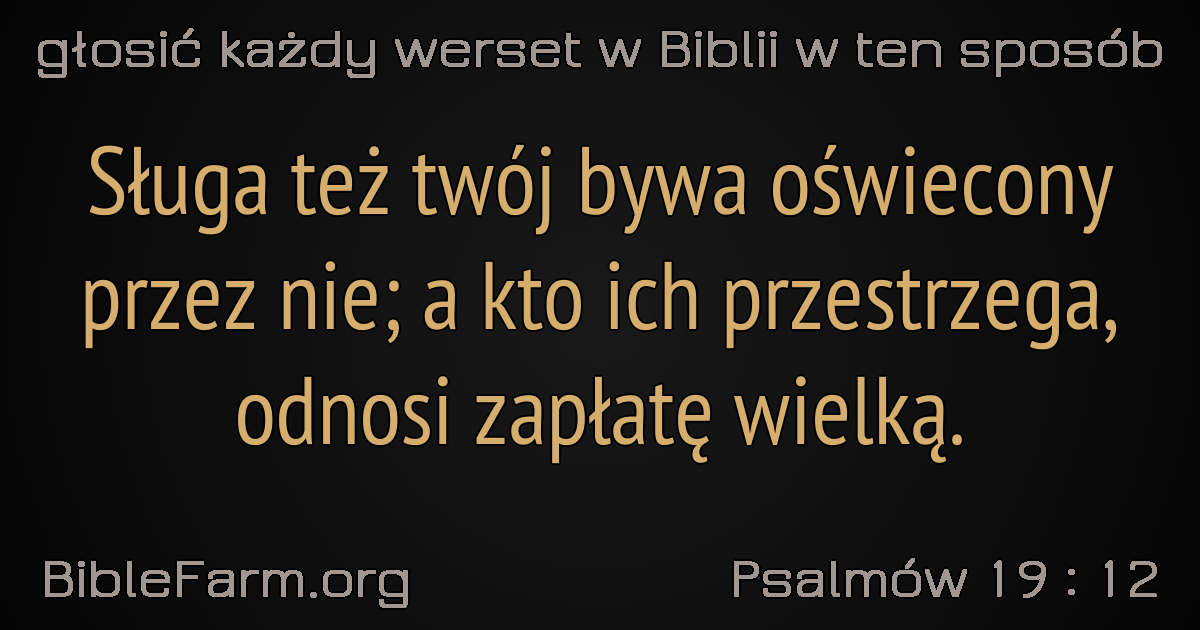 głosić każdy werset w Biblii w ten sposób
Sługa też twój bywa oświecony
przez nie; a kto ich przestrzega,
odnosi zapłatę wielką.
BibleFarm.org
Psalmów 19 : 12